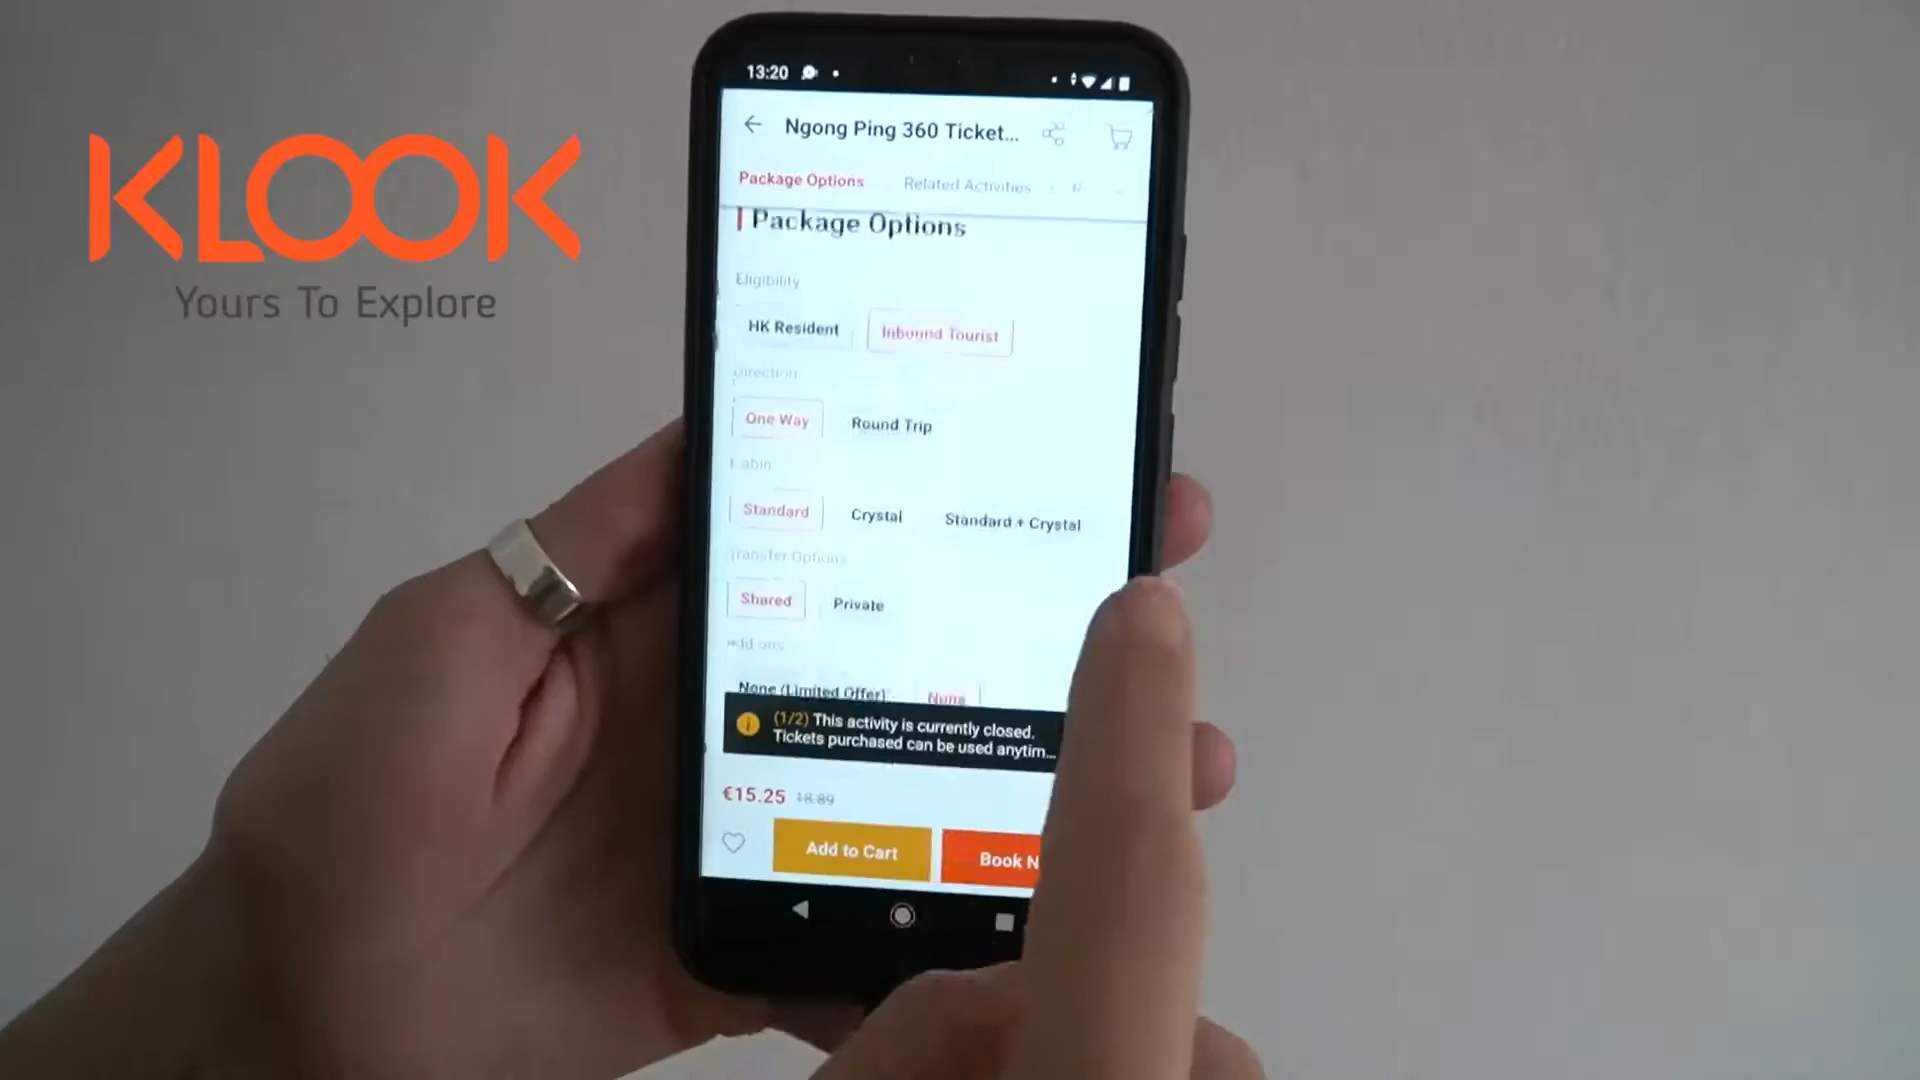 KLOOK
Yours To Explore
13:20
Ngong Ping 360 Ticket...
Package Options
Related Activities
Package Options
Eligibility
HK Resident
Inbound Tourist
Direction
One Way
Round Trip
Cabin
Standard
Crystal
Standard + Crystal
Transfer Options
Shared
Private
Add-ons
None (Limited Offer)
None
(1/2) This activity is currently closed.
Tickets purchased can be used anytim...
€15.25 18.89
Add to Cart
Book N